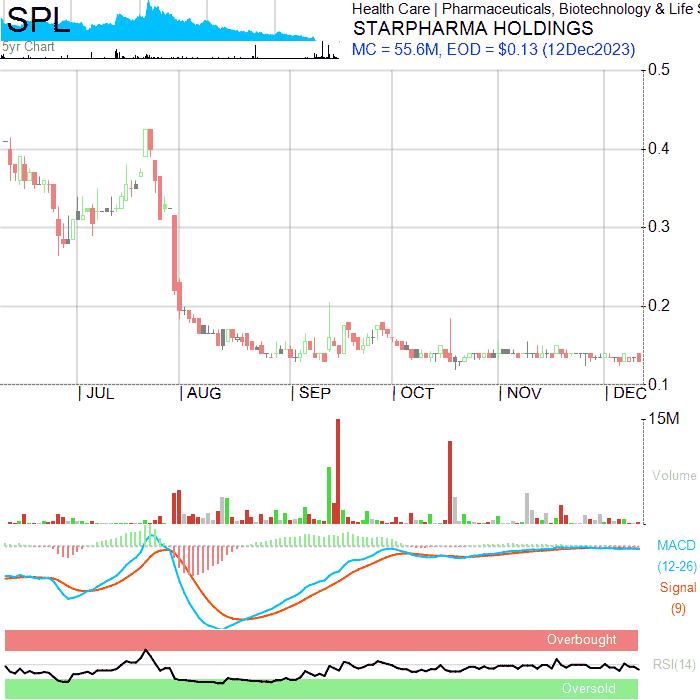 SPL
5yr Chart
Health Care | Pharmaceuticals, Biotechnology & Life S
STARPHARMA HOLDINGS
MC = 55.6M, EOD = $0.13 (12Dec2023)
0.5
0.4
0.3
0.2
0.1
JUL AUG SEP OCT NOV DEC
15M
Volume
MACD
(12-26)
Signal
(9)
Overbought
RSI(14)
Oversold